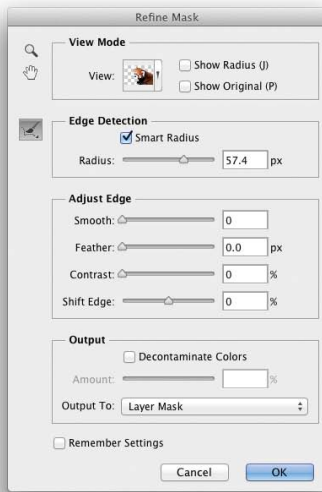 Refine Mask
View Mode
View:
Show Radius (J)
Show Original (P)
Edge Detection
Smart Radius
Radius: 57.4 px
Adjust Edge
Smooth: 0
Feather: 0.0 px
Contrast: 0 %
Shift Edge: 0 %
Output
Decontaminate Colors
Amount: %
Output To: Layer Mask
Remember Settings
Cancel OK